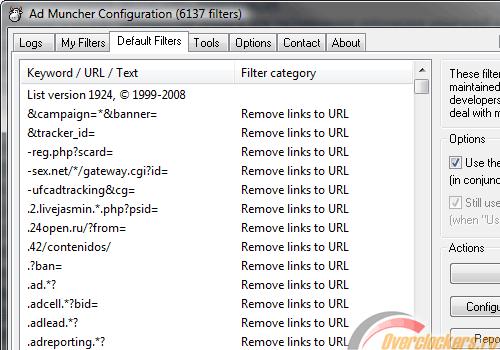 Ad Muncher Configuration (6137 filters)
Logs My Filters Default Filters Tools Options Contact About
Keyword / URL / Text Filter category
List version 1924, © 1999-2008
&campaign=*&banner= Remove links to URL
&tracker_id= Remove links to URL
-reg.php?scard= Remove links to URL
-sex.net/*/gateway.cgi?id= Remove links to URL
-ufcadtracking&cg= Remove links to URL
.2.livejasmin.*.php?psid= Remove links to URL
.24open.ru/?from= Remove links to URL
.42/contenidos/ Remove links to URL
.?ban= Remove links to URL
.ad.*? Remove links to URL
.adcell.*?bid= Remove links to URL
.adlead.*? Remove links to URL
.adreporting.*? Remove links to URL
These filter
maintained
developers
deal with m
Options
Use the
(in conjunc
Still use
(when "Us
Actions
Configu
Repo
Overclockers.ru